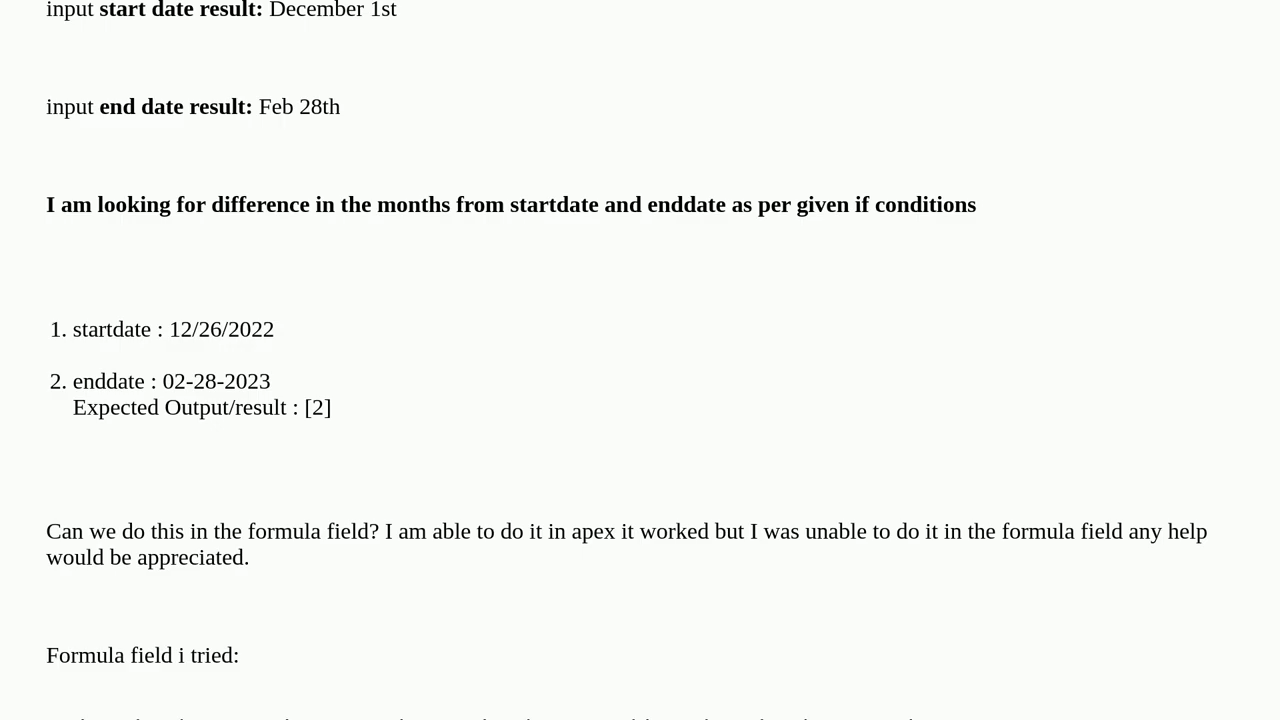 input start date result: December 1st
input end date result: Feb 28th
I am looking for difference in the months from startdate and enddate as per given if conditions
1. startdate : 12/26/2022
2. enddate : 02-28-2023
Expected Output/result : [2]
Can we do this in the formula field? I am able to do it in apex it worked but I was unable to do it in the formula field any help
would be appreciated.
Formula field i tried: